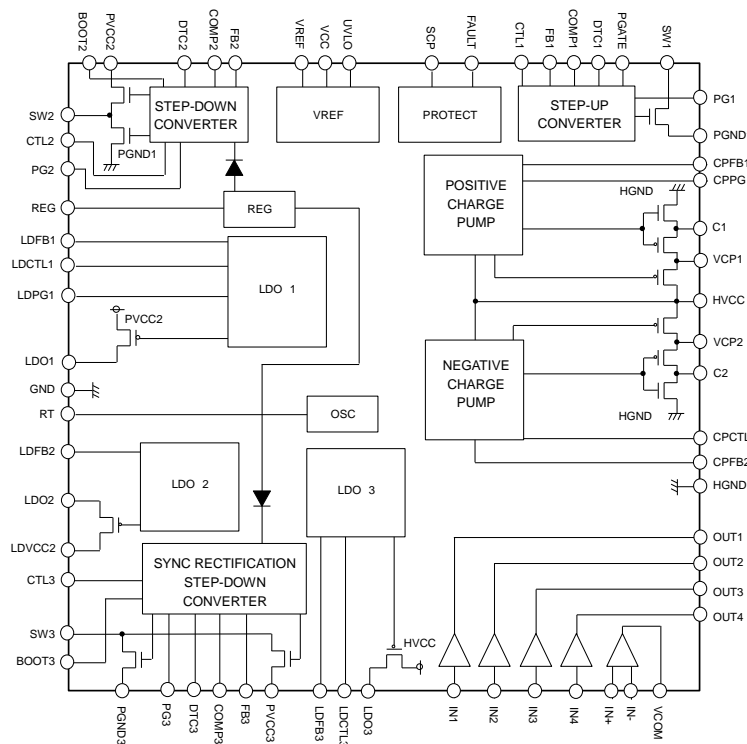 BOOT2
PVCC2
DTC2
COMP2
FB2
VREF
VCC
UVLO
SCP
FAULT
CTL1
FB1
COMP1
DTC1
PGATE
SW1
STEP-DOWN
CONVERTER
VREF
PROTECT
STEP-UP
CONVERTER
SW2
CTL2
PG2
REG
LDFB1
LDCTL1
LDPG1
LDO1
GND
RT
LDFB2
LDO2
LDVCC2
CTL3
SW3
BOOT3
PGND1
REG
LDO 1
PVCC2
OSC
LDO 2
LDO 3
SYNC RECTIFICATION
STEP-DOWN
CONVERTER
HVCC
POSITIVE
CHARGE
PUMP
HGND
NEGATIVE
CHARGE
PUMP
HGND
PG1
PGND
CPFB1
CPPG
C1
VCP1
HVCC
VCP2
C2
CPCTL
CPFB2
HGND
OUT1
OUT2
OUT3
OUT4
PGND3
PG3
DTC3
COMP3
FB3
PVCC3
LDFB3
LDCTL3
LDO3
IN1
IN2
IN3
IN4
IN+
IN-
VCOM